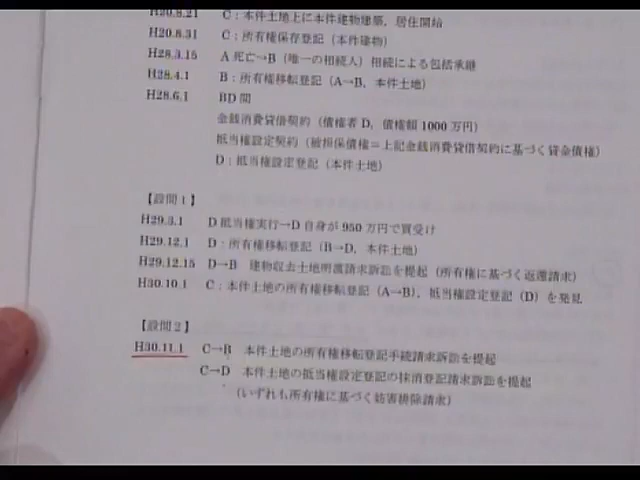 H20.8.21 C：本件土地上に本件建物建築，居住開始
H20.8.31 C：所有権保存登記（本件建物）
H28.3.15 A死亡→B（唯一の相続人）相続による包括承継
H28.4.1 B：所有権移転登記（A→B，本件土地）
H28.6.1 BD間
金銭消費貸借契約（債権者D，債権額1000万円）
抵当権設定契約（被担保債権＝上記金銭消費貸借契約に基づく貸金債権）
D：抵当権設定登記（本件土地）
【設問1】
H29.3.1 D抵当権実行→D自身が950万円で買受け
H29.12.1 D：所有権移転登記（B→D，本件土地）
H29.12.15 D→B 建物収去土地明渡請求訴訟を提起（所有権に基づく返還請求）
H30.10.1 C：本件土地の所有権移転登記（A→B），抵当権設定登記（D）を発見
【設問2】
H30.11.1 C→B 本件土地の所有権移転登記手続請求訴訟を提起
C→D 本件土地の抵当権設定登記の抹消登記請求訴訟を提起
（いずれも所有権に基づく妨害排除請求）